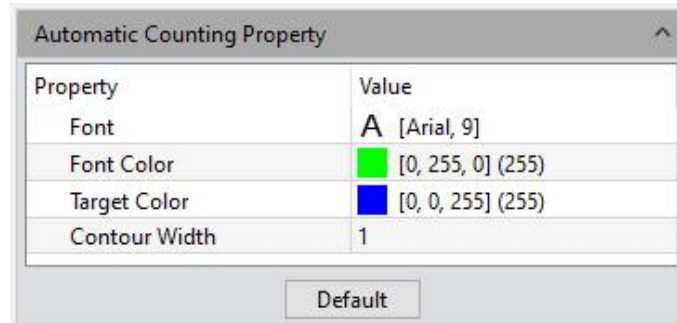 Automatic Counting Property
Property Value
Font A [Arial, 9]
Font Color [0, 255, 0] (255)
Target Color [0, 0, 255] (255)
Contour Width 1
Default